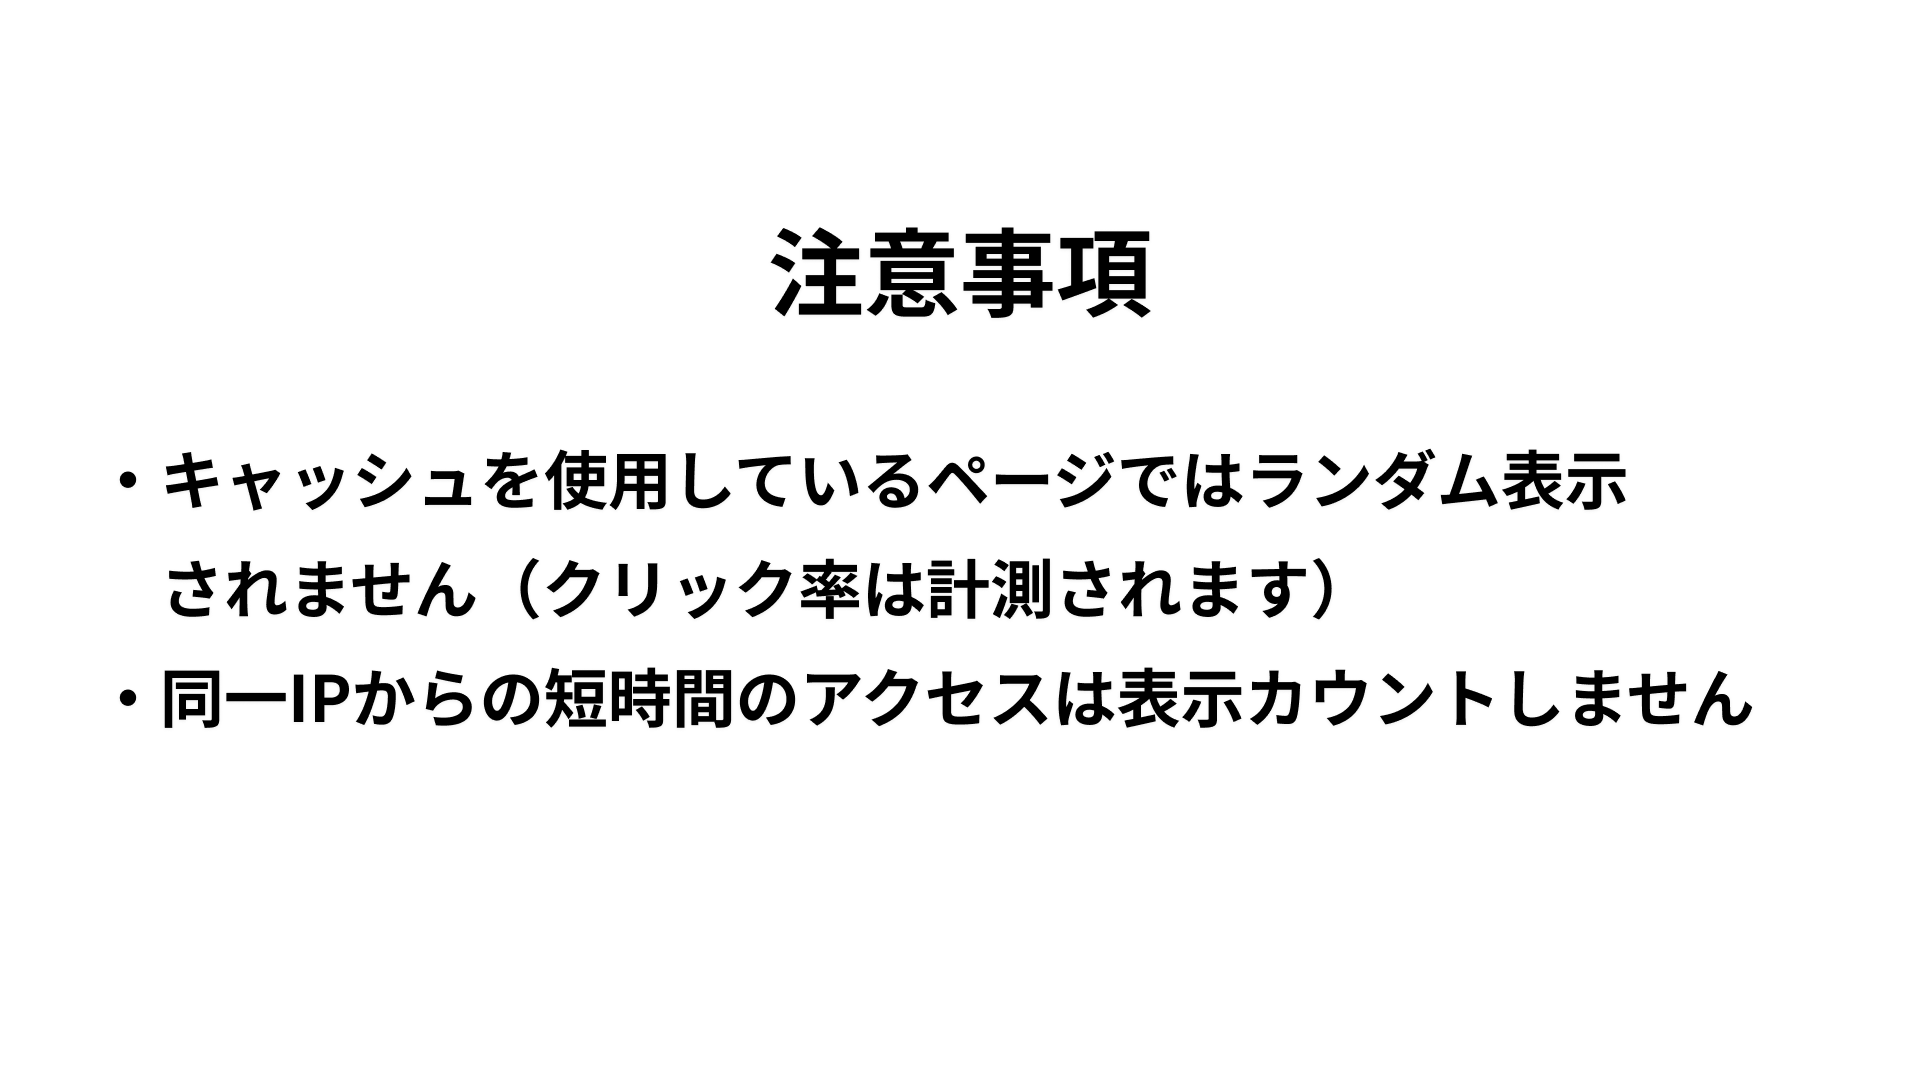 注意事項
・キャッシュを使用しているページではランダム表示
されません（クリック率は計測されます）
・同一IPからの短時間のアクセスは表示カウントしません